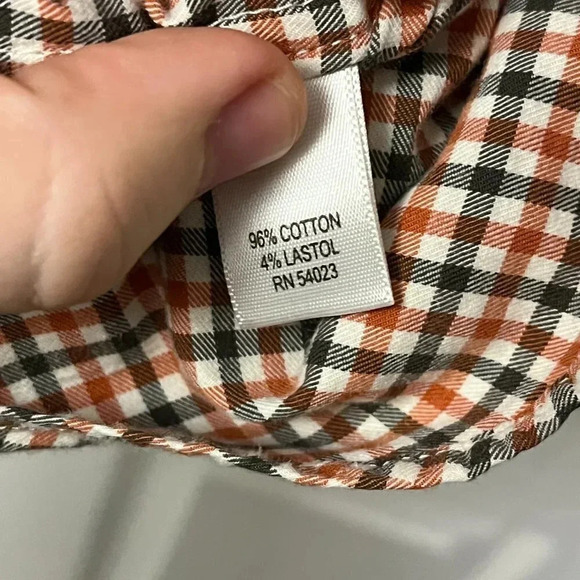 96% COTTON
4% LASTOL
RN 54023